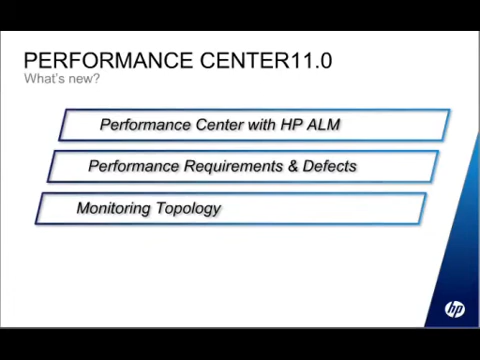 PERFORMANCE CENTER11.0
What's new?
Performance Center with HP ALM
Performance Requirements & Defects
Monitoring Topology
hp